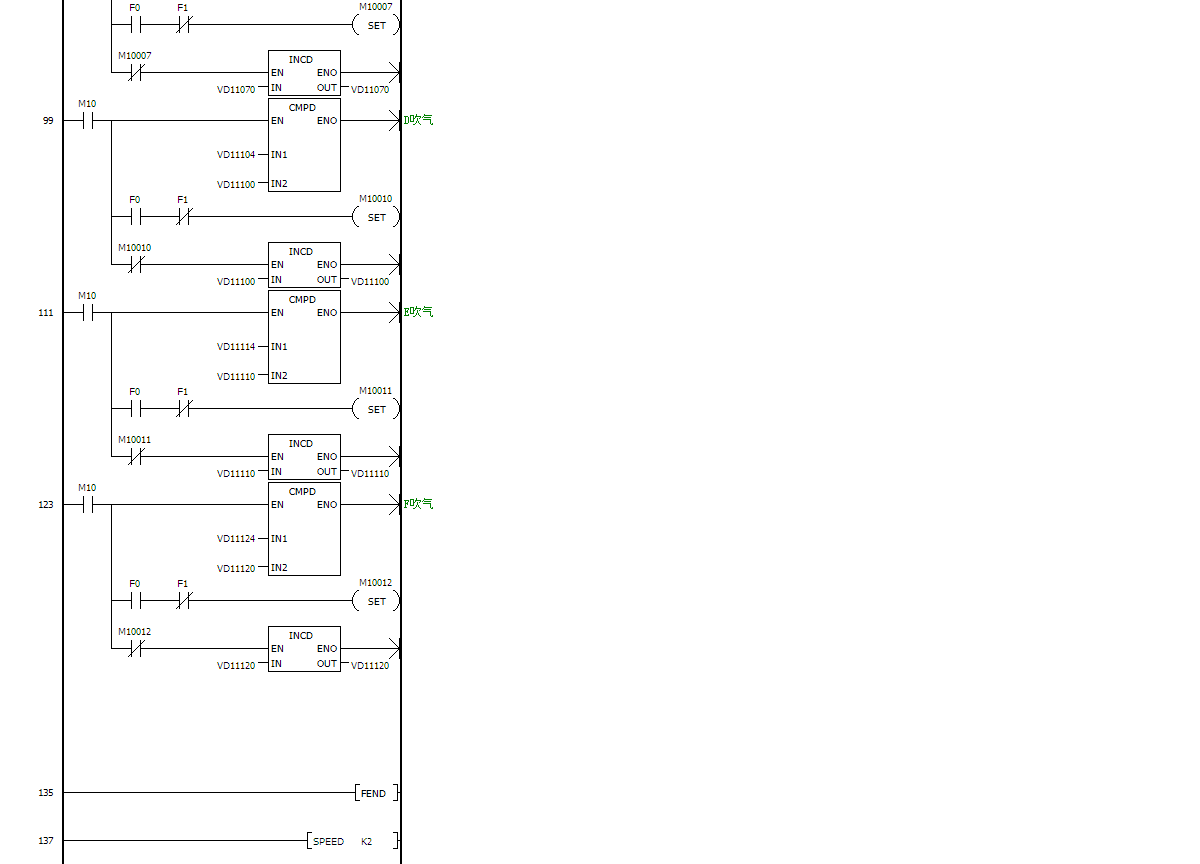 F0 F1 M10007
SET
M10007
INCD
EN ENO
VD11070 IN OUT VD11070
M10
CMPD
99 EN ENO D吹气
VD11104 IN1
VD11100 IN2
F0 F1 M10010
SET
M10010
INCD
EN ENO
VD11100 IN OUT VD11100
M10
CMPD
111 EN ENO E吹气
VD11114 IN1
VD11110 IN2
F0 F1 M10011
SET
M10011
INCD
EN ENO
VD11110 IN OUT VD11110
M10
CMPD
123 EN ENO F吹气
VD11124 IN1
VD11120 IN2
F0 F1 M10012
SET
M10012
INCD
EN ENO
VD11120 IN OUT VD11120
135 FEND
137 SPEED K2